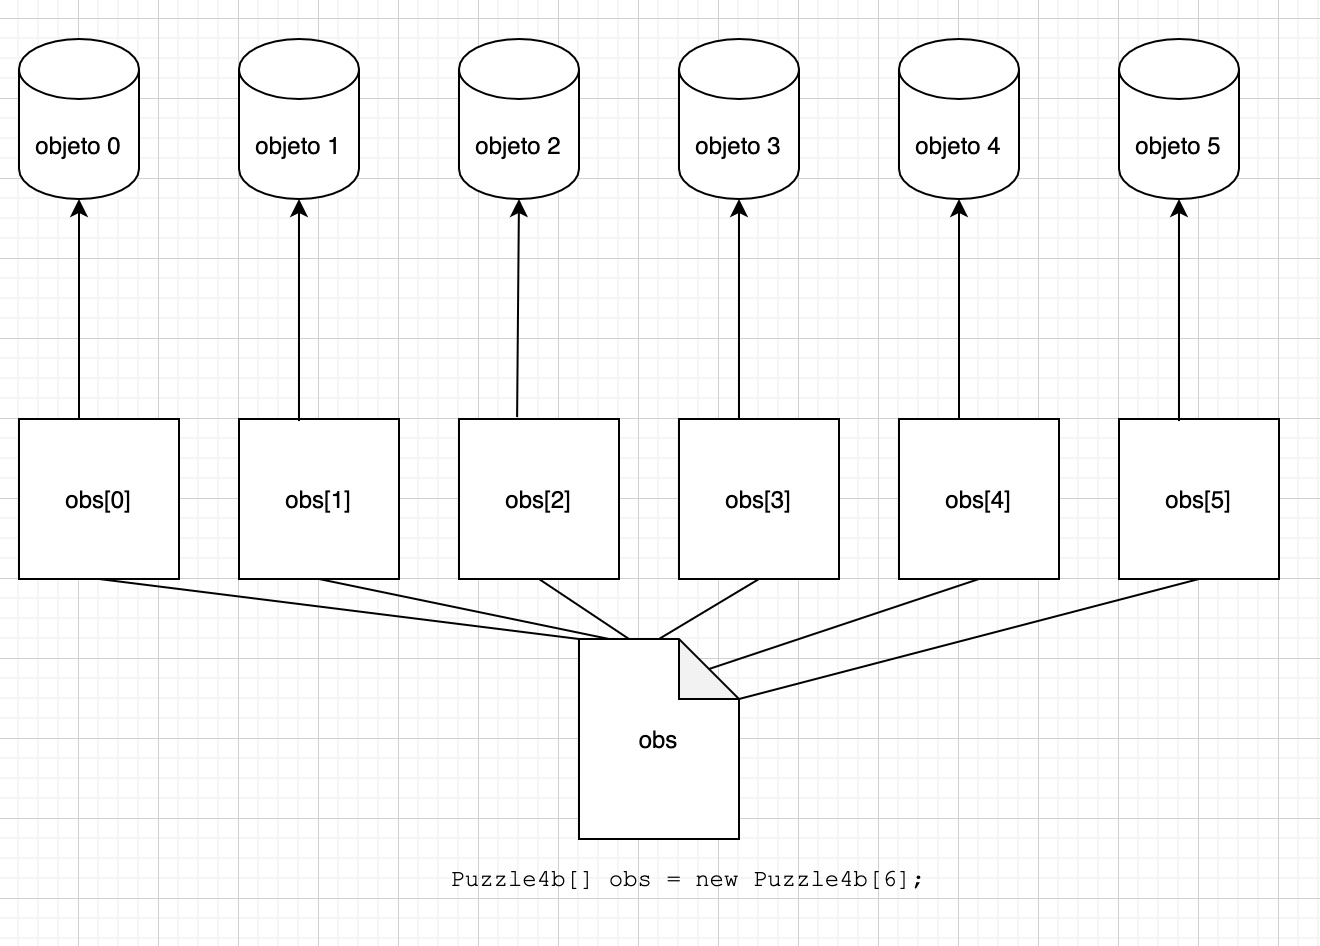 objeto 0
objeto 1
objeto 2
objeto 3
objeto 4
objeto 5
obs[0]
obs[1]
obs[2]
obs[3]
obs[4]
obs[5]
obs
Puzzle4b[] obs = new Puzzle4b[6];